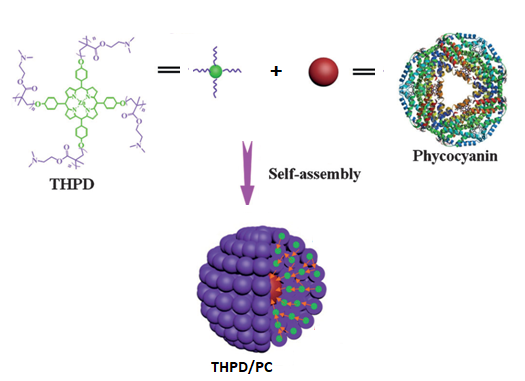 THPD
Phycocyanin
Self-assembly
THPD/PC